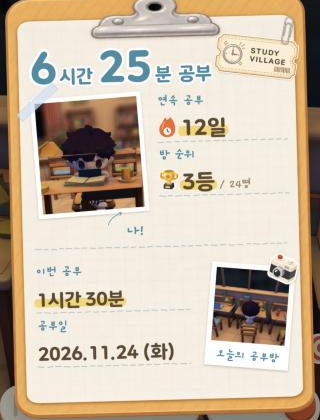 6시간 25분 공부
STUDY
VILLAGE
연속 공부
12일
방 순위
3등 / 24명
나!
이번 공부
1시간 30분
공부일
2026.11.24 (화)
오늘의 공부방